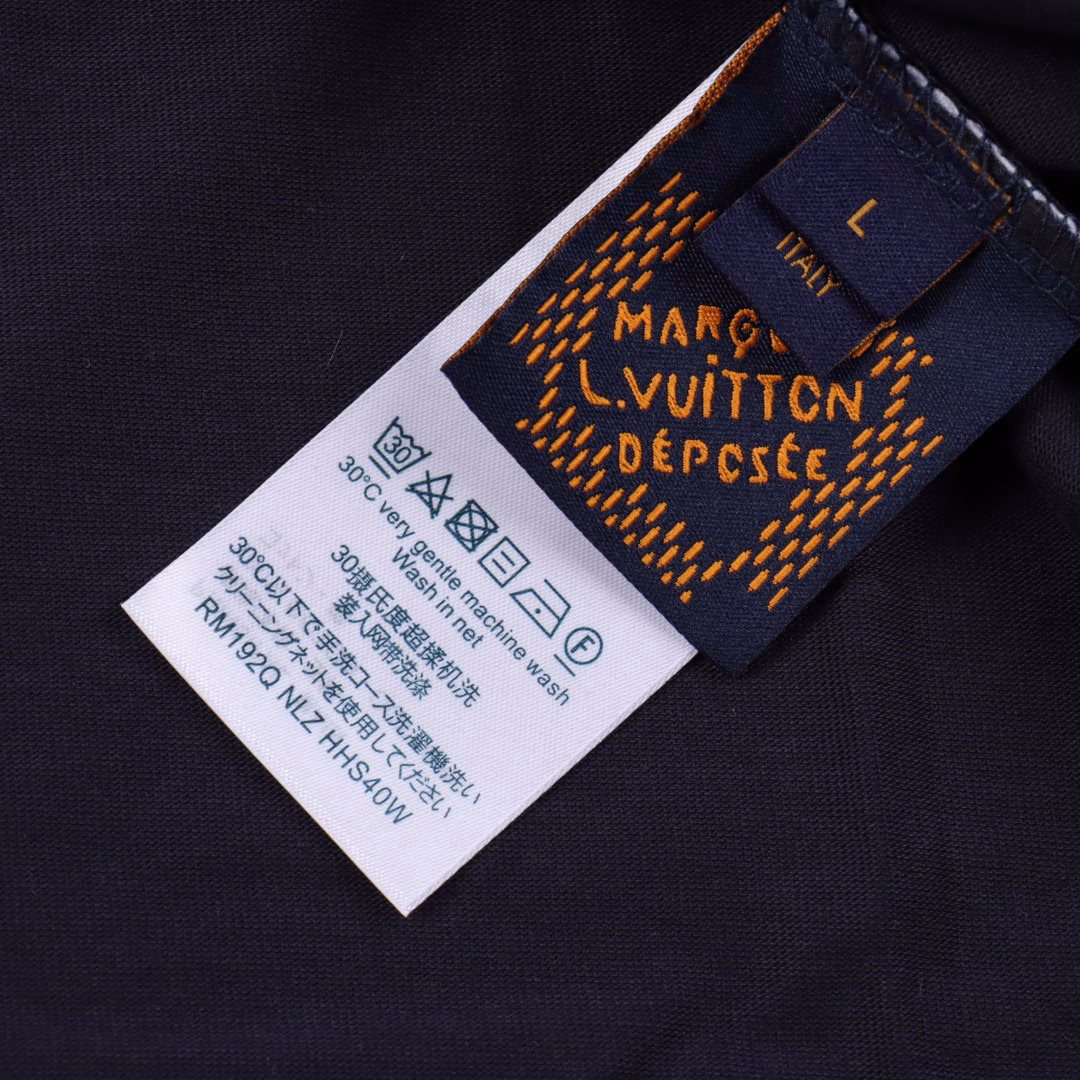 L
ITALY
MARQ
L.VUiTTON
DÉPOSÉE
30
F
30°C very gentle machine wash
Wash in net
30摄氏度超揉机洗
装入网带洗涤
30°C以下で手洗コース洗濯機洗い
クリーニングネットを使用してください
RM192Q NLZ HHS40W